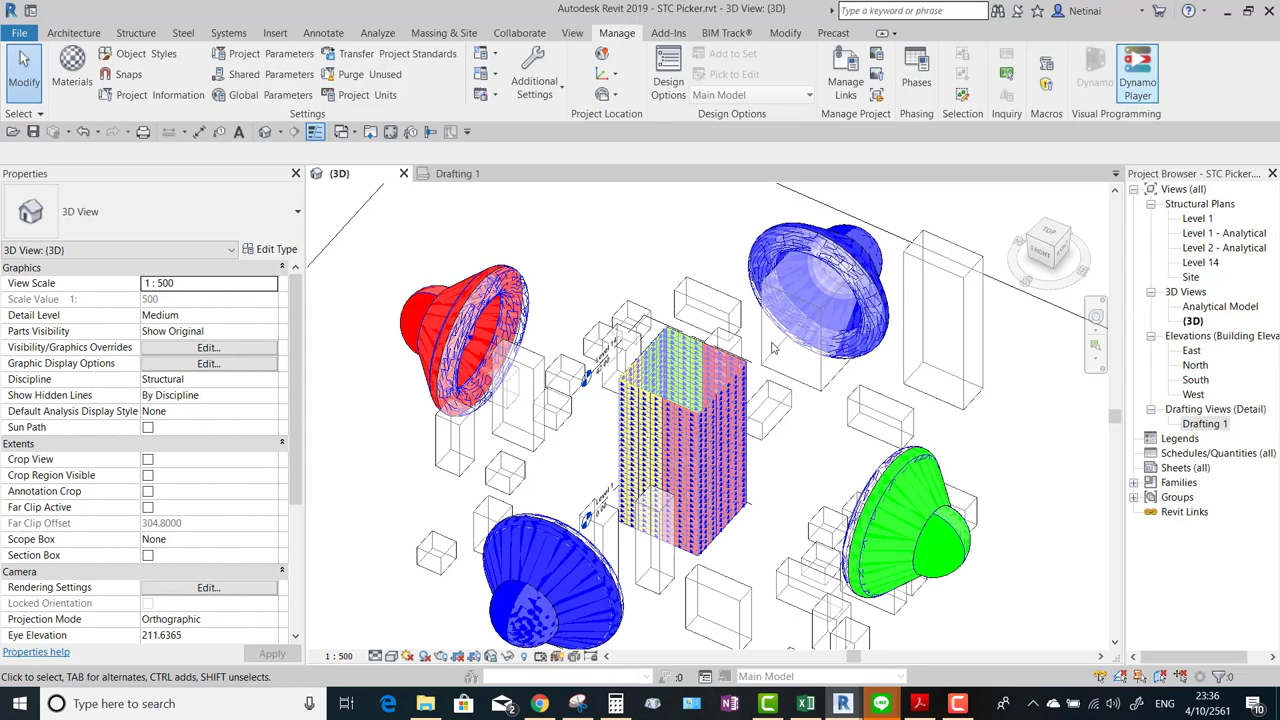 Autodesk Revit 2019 - STC Picker.rvt - 3D View: {3D}
Type a keyword or phrase
Netinai
File Architecture Structure Steel Systems Insert Annotate Analyze Massing & Site Collaborate View Manage Add-Ins BIM Track® Modify Precast
Modify
Select
Materials
Object Styles
Snaps
Project Information
Project Parameters
Shared Parameters
Global Parameters
Transfer Project Standards
Purge Unused
Project Units
Settings
Additional
Settings
Project Location
Design
Options
Add to Set
Pick to Edit
Main Model
Design Options
Manage
Links
Manage Project
Phases
Phasing
Selection
Inquiry
Macros
Dynamo
Dynamo
Player
Visual Programming
Properties
3D View
3D View: {3D}
Edit Type
Graphics
View Scale 1 : 500
Scale Value 1: 500
Detail Level Medium
Parts Visibility Show Original
Visibility/Graphics Overrides Edit...
Graphic Display Options Edit...
Discipline Structural
Show Hidden Lines By Discipline
Default Analysis Display Style None
Sun Path
Extents
Crop View
Crop Region Visible
Annotation Crop
Far Clip Active
Far Clip Offset 304.8000
Scope Box None
Section Box
Camera
Rendering Settings Edit...
Locked Orientation
Projection Mode Orthographic
Eye Elevation 211.6365
Properties help
Apply
{3D}
Drafting 1
TOP
FRONT
1 : 500
Project Browser - STC Picker....
Views (all)
Structural Plans
Level 1
Level 1 - Analytical
Level 2 - Analytical
Level 14
Site
3D Views
Analytical Model
{3D}
Elevations (Building Eleva
East
North
South
West
Drafting Views (Detail)
Drafting 1
Legends
Schedules/Quantities (all)
Sheets (all)
Families
Groups
Revit Links
Click to select, TAB for alternates, CTRL adds, SHIFT unselects.
:0
Main Model
:0
Type here to search
2
ENG
23:36
4/10/2561